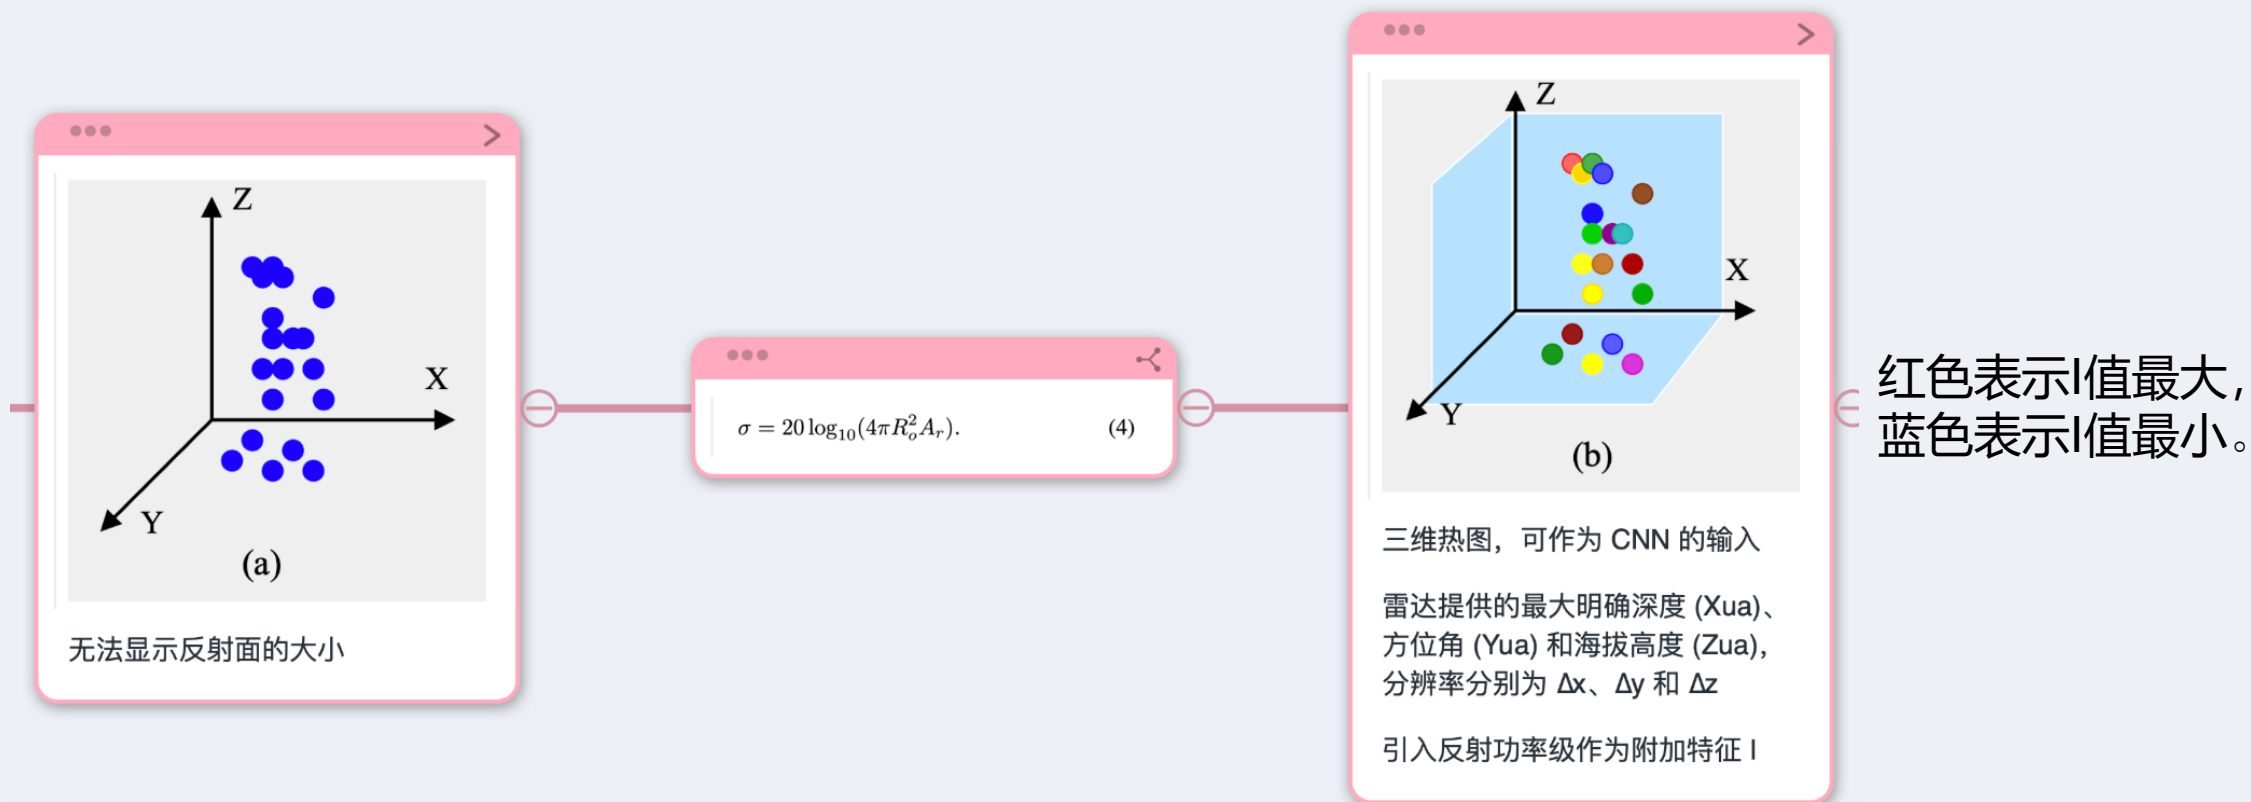 Z
X
Y
(a)
无法显示反射面的大小
σ = 20 log₁₀(4πR²ₒAᵣ). (4)
Z
X
Y
(b)
三维热图，可作为 CNN 的输入
雷达提供的最大明确深度 (Xua)、
方位角 (Yua) 和海拔高度 (Zua)，
分辨率分别为 Δx、Δy 和 Δz
引入反射功率级作为附加特征 I
红色表示I值最大，
蓝色表示I值最小。